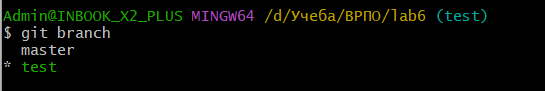 Admin@INBOOK_X2_PLUS MINGW64 /d/Учеба/ВРПО/lab6 (test)
$ git branch
  master
* test